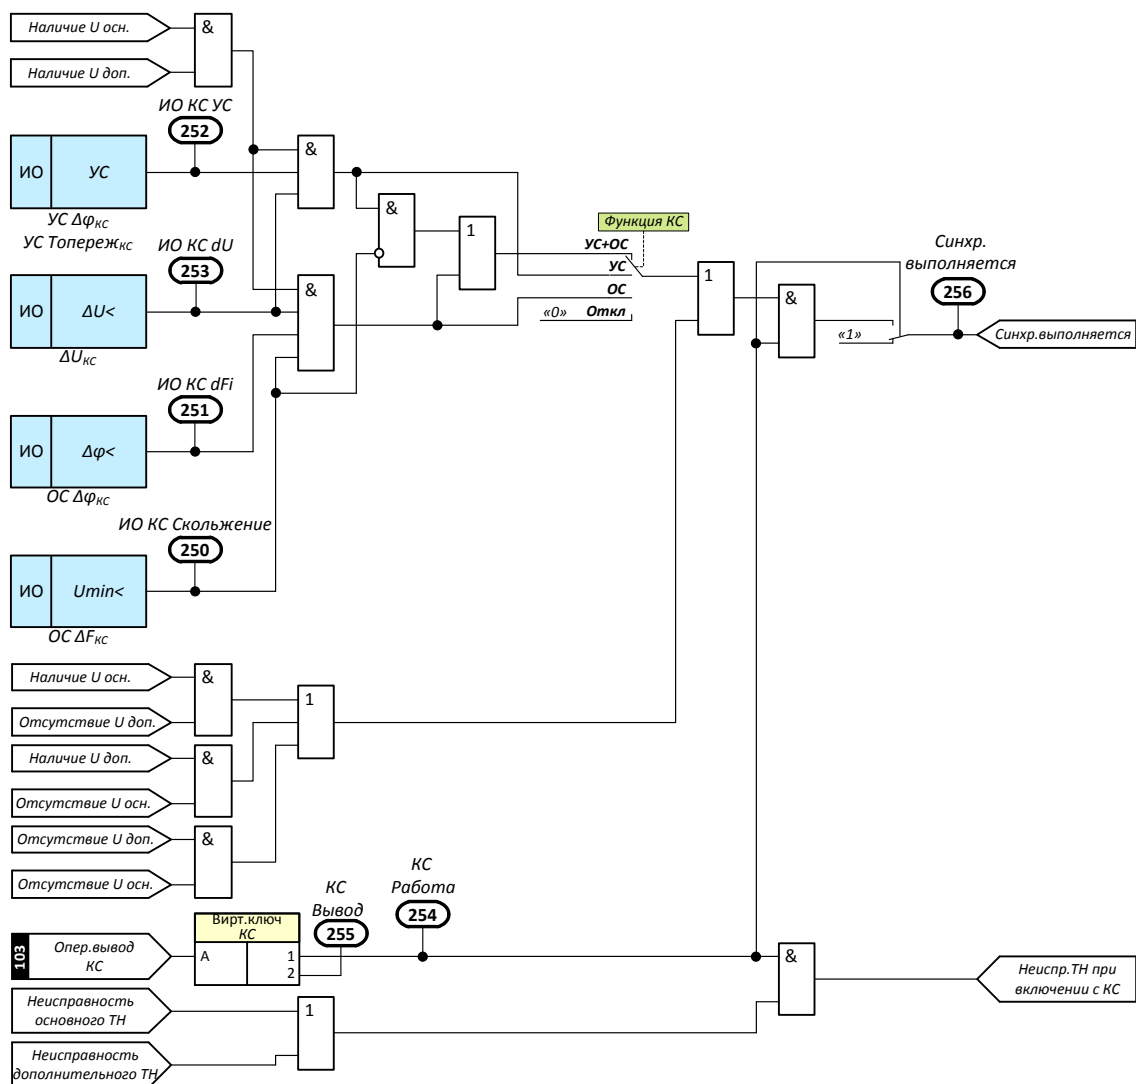 Наличие U осн.
&
1
Наличие U доп.
ИО КС УС
252
ИО УС
&
УС Δφкс
УС Топережкс
&
1
Функция КС
УС+ОС
УС
ОС
«0» Откл
ИО КС dU
253
ИО ΔU<
&
ΔUкс
1
&
Синхр.
выполняется
256
«1»
Синхр.выполняется
ИО КС dFi
251
ИО Δφ<
ОС Δφкс
ИО КС Скольжение
250
ИО Umin<
ОС ΔFкс
Наличие U осн.
&
1
Отсутствие U доп.
Наличие U доп.
&
Отсутствие U осн.
Отсутствие U доп.
&
Отсутствие U осн.
КС
Вывод
255
КС
Работа
254
103
Опер.вывод
КС
Вирт.ключ
КС
A
1
2
&
Неиспр.ТН при
включении с КС
Неисправность
основного ТН
1
Неисправность
дополнительного ТН